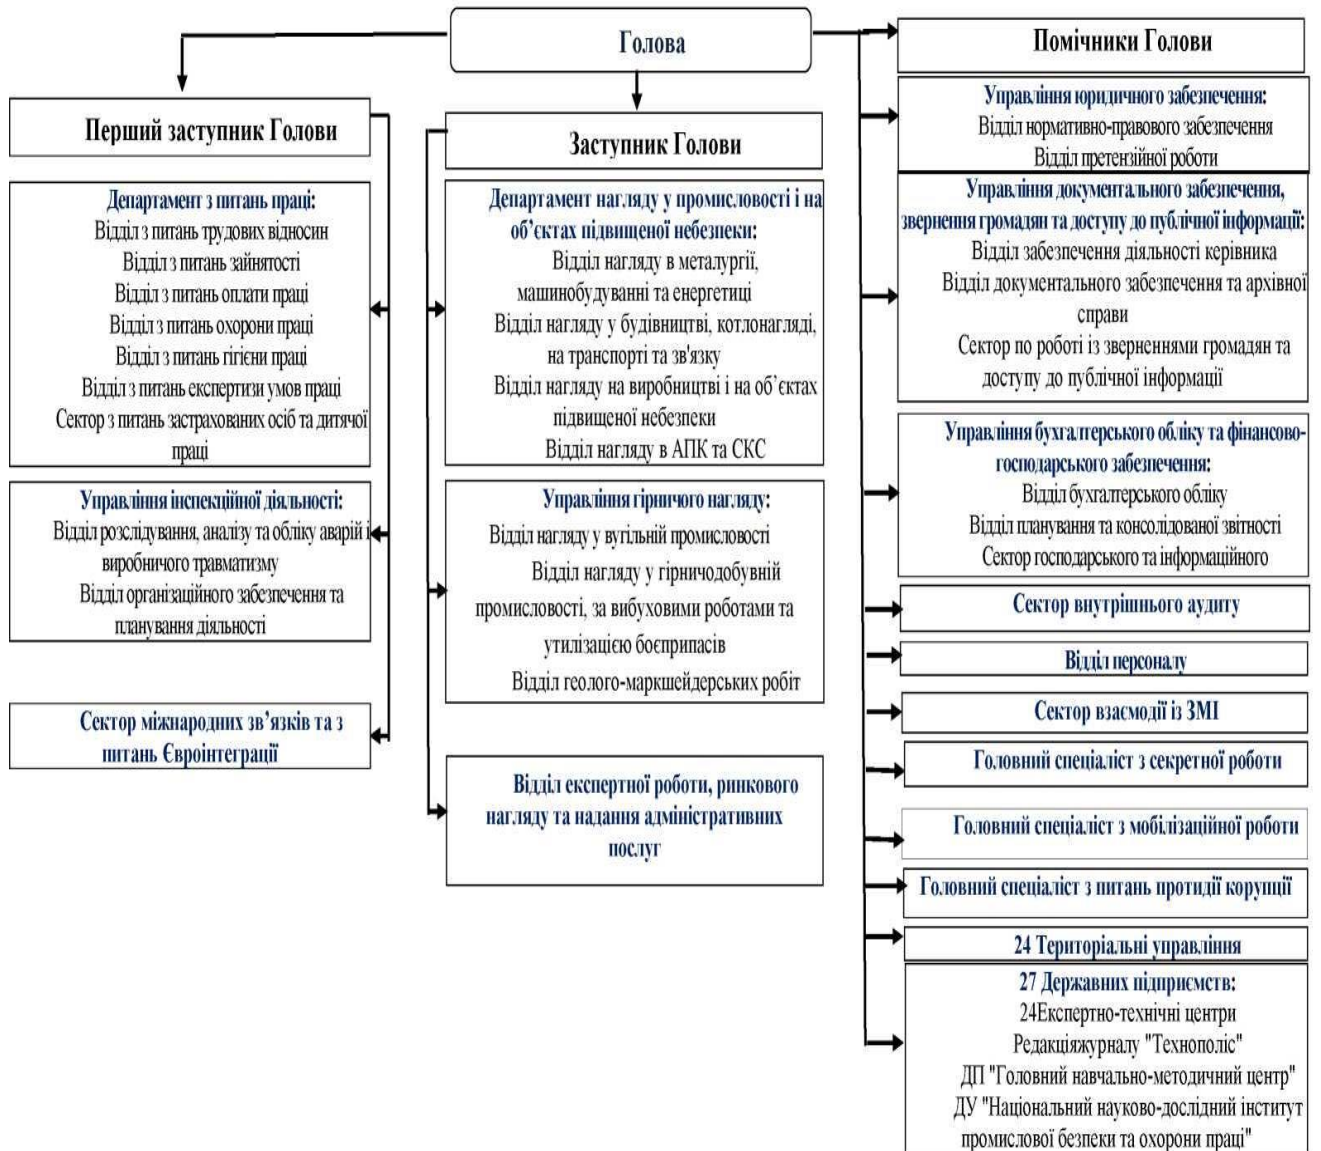 Голова
Перший заступник Голови
Департамент з питань праці:
Відділ з питань трудових відносин
Відділ з питань зайнятості
Відділ з питань оплати праці
Відділ з питань охорони праці
Відділ з питань гігієни праці
Відділ з питань експертизи умов праці
Сектор з питань застрахованих осіб та дитячої
праці
Управління інспекційної діяльності:
Відділ розслідування, аналізу та обліку аварій і
виробничого травматизму
Відділ організаційного забезпечення та
планування діяльності
Сектор міжнародних зв’язків та з
питань Євроінтеграції
Заступник Голови
Департамент нагляду у промисловості і на
об’єктах підвищеної небезпеки:
Відділ нагляду в металургії,
машинобудуванні та енергетиці
Відділ нагляду у будівництві, котлонагляді,
на транспорті та зв'язку
Відділ нагляду на виробництві і на об’єктах
підвищеної небезпеки
Відділ нагляду в АПК та СКС
Управління гірничого нагляду:
Відділ нагляду у вугільній промисловості
Відділ нагляду у гірничодобувній
промисловості, за вибуховими роботами та
утилізацією боєприпасів
Відділ геолого-маркшейдерських робіт
Відділ експертної роботи, ринкового
нагляду та надання адміністративних
послуг
Помічники Голови
Управління юридичного забезпечення:
Відділ нормативно-правового забезпечення
Відділ претензійної роботи
Управління документального забезпечення,
звернення громадян та доступу до публічної інформації:
Відділ забезпечення діяльності керівника
Відділ документального забезпечення та архівної
справи
Сектор по роботі із зверненнями громадян та
доступу до публічної інформації
Управління бухгалтерського обліку та фінансово-
господарського забезпечення:
Відділ бухгалтерського обліку
Відділ планування та консолідованої звітності
Сектор господарського та інформаційного
Сектор внутрішнього аудиту
Відділ персоналу
Сектор взаємодії із ЗМІ
Головний спеціаліст з секретної роботи
Головний спеціаліст з мобілізаційної роботи
Головний спеціаліст з питань протидії корупції
24 Територіальні управління
27 Державних підприємств:
24Експертно-технічні центри
Редакціяжурналу "Технополіс"
ДП "Головний навчально-методичний центр"
ДУ "Національний науково-дослідний інститут
промислової безпеки та охорони праці"